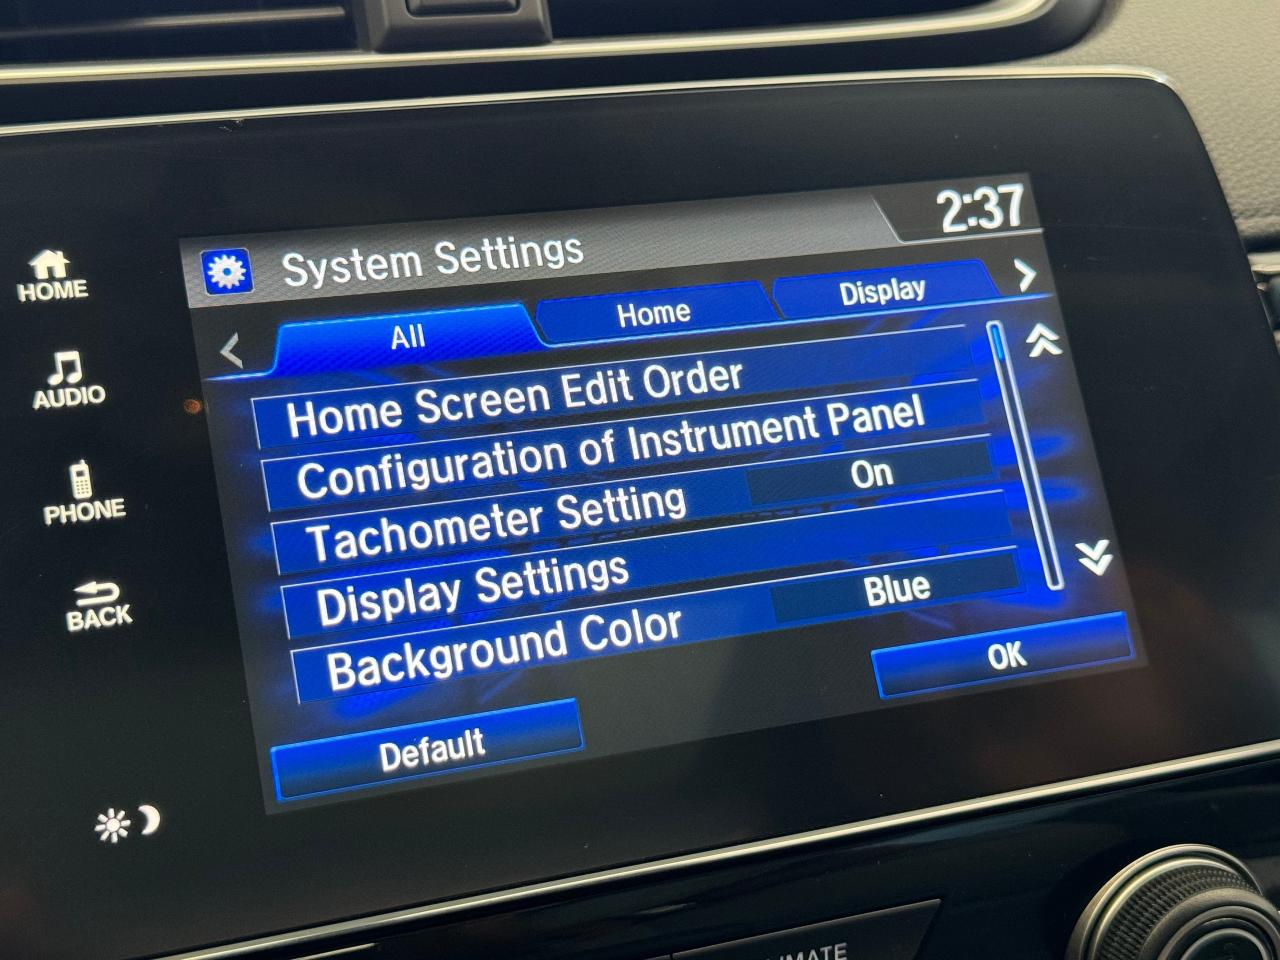 2:37
System Settings
All
Home
Display
Home Screen Edit Order
Configuration of Instrument Panel
Tachometer Setting On
Display Settings
Background Color Blue
Default
OK
HOME
AUDIO
PHONE
BACK